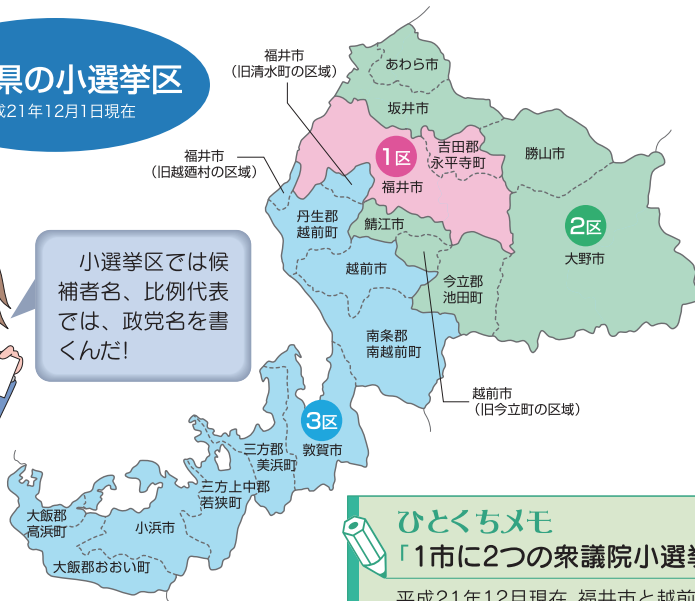 県の小選挙区
成21年12月1日現在
福井市
（旧清水町の区域）
あわら市
坂井市
福井市
（旧越廼村の区域）
1区
福井市
吉田郡
永平寺町
勝山市
2区
大野市
丹生郡
越前町
鯖江市
越前市
今立郡
池田町
南条郡
南越前町
越前市
（旧今立町の区域）
小選挙区では候
補者名、比例代表
では、政党名を書
くんだ!
3区
敦賀市
三方郡
美浜町
三方上中郡
若狭町
大飯郡
高浜町
小浜市
大飯郡おおい町
ひとくちメモ
「1市に2つの衆議院小選挙
平成21年12月現在、福井市と越前